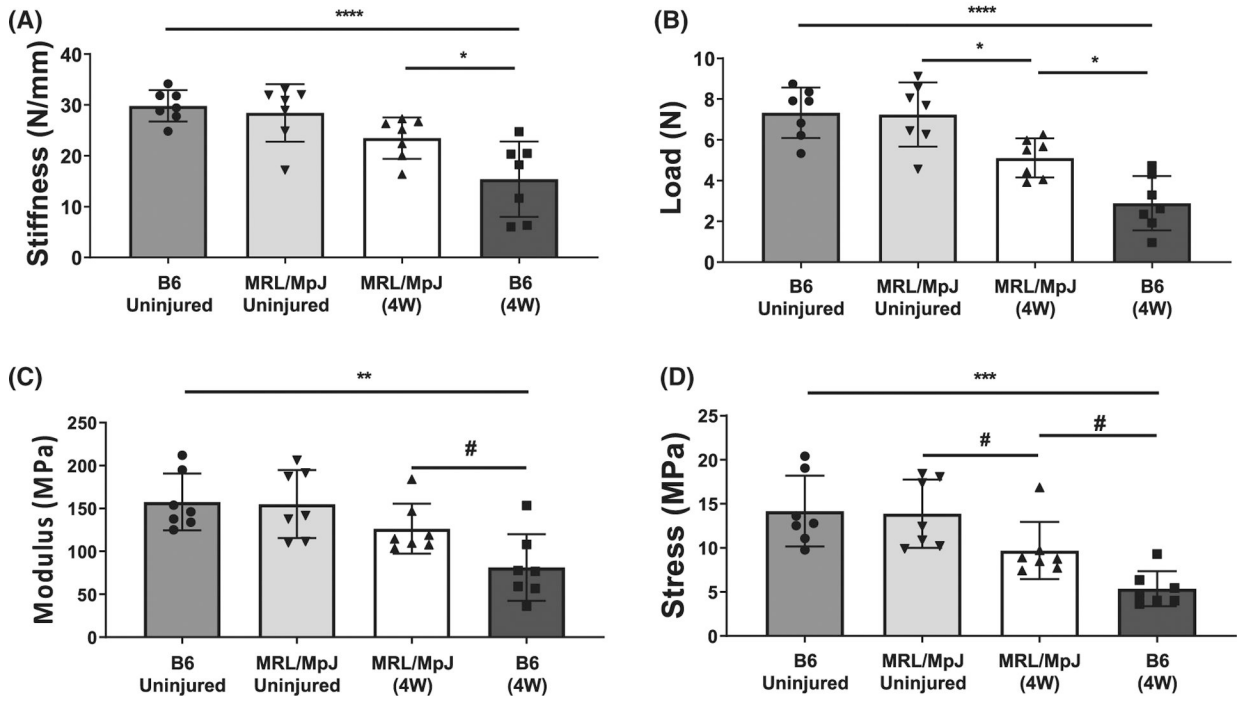 (A)
****
*
Stiffness (N/mm)
40
30
20
10
0
B6
Uninjured
MRL/MpJ
Uninjured
MRL/MpJ
(4W)
B6
(4W)
(B)
****
*
*
Load (N)
10
8
6
4
2
0
B6
Uninjured
MRL/MpJ
Uninjured
MRL/MpJ
(4W)
B6
(4W)
(C)
**
#
Modulus (MPa)
250
200
150
100
50
0
B6
Uninjured
MRL/MpJ
Uninjured
MRL/MpJ
(4W)
B6
(4W)
(D)
***
#
#
Stress (MPa)
25
20
15
10
5
0
B6
Uninjured
MRL/MpJ
Uninjured
MRL/MpJ
(4W)
B6
(4W)